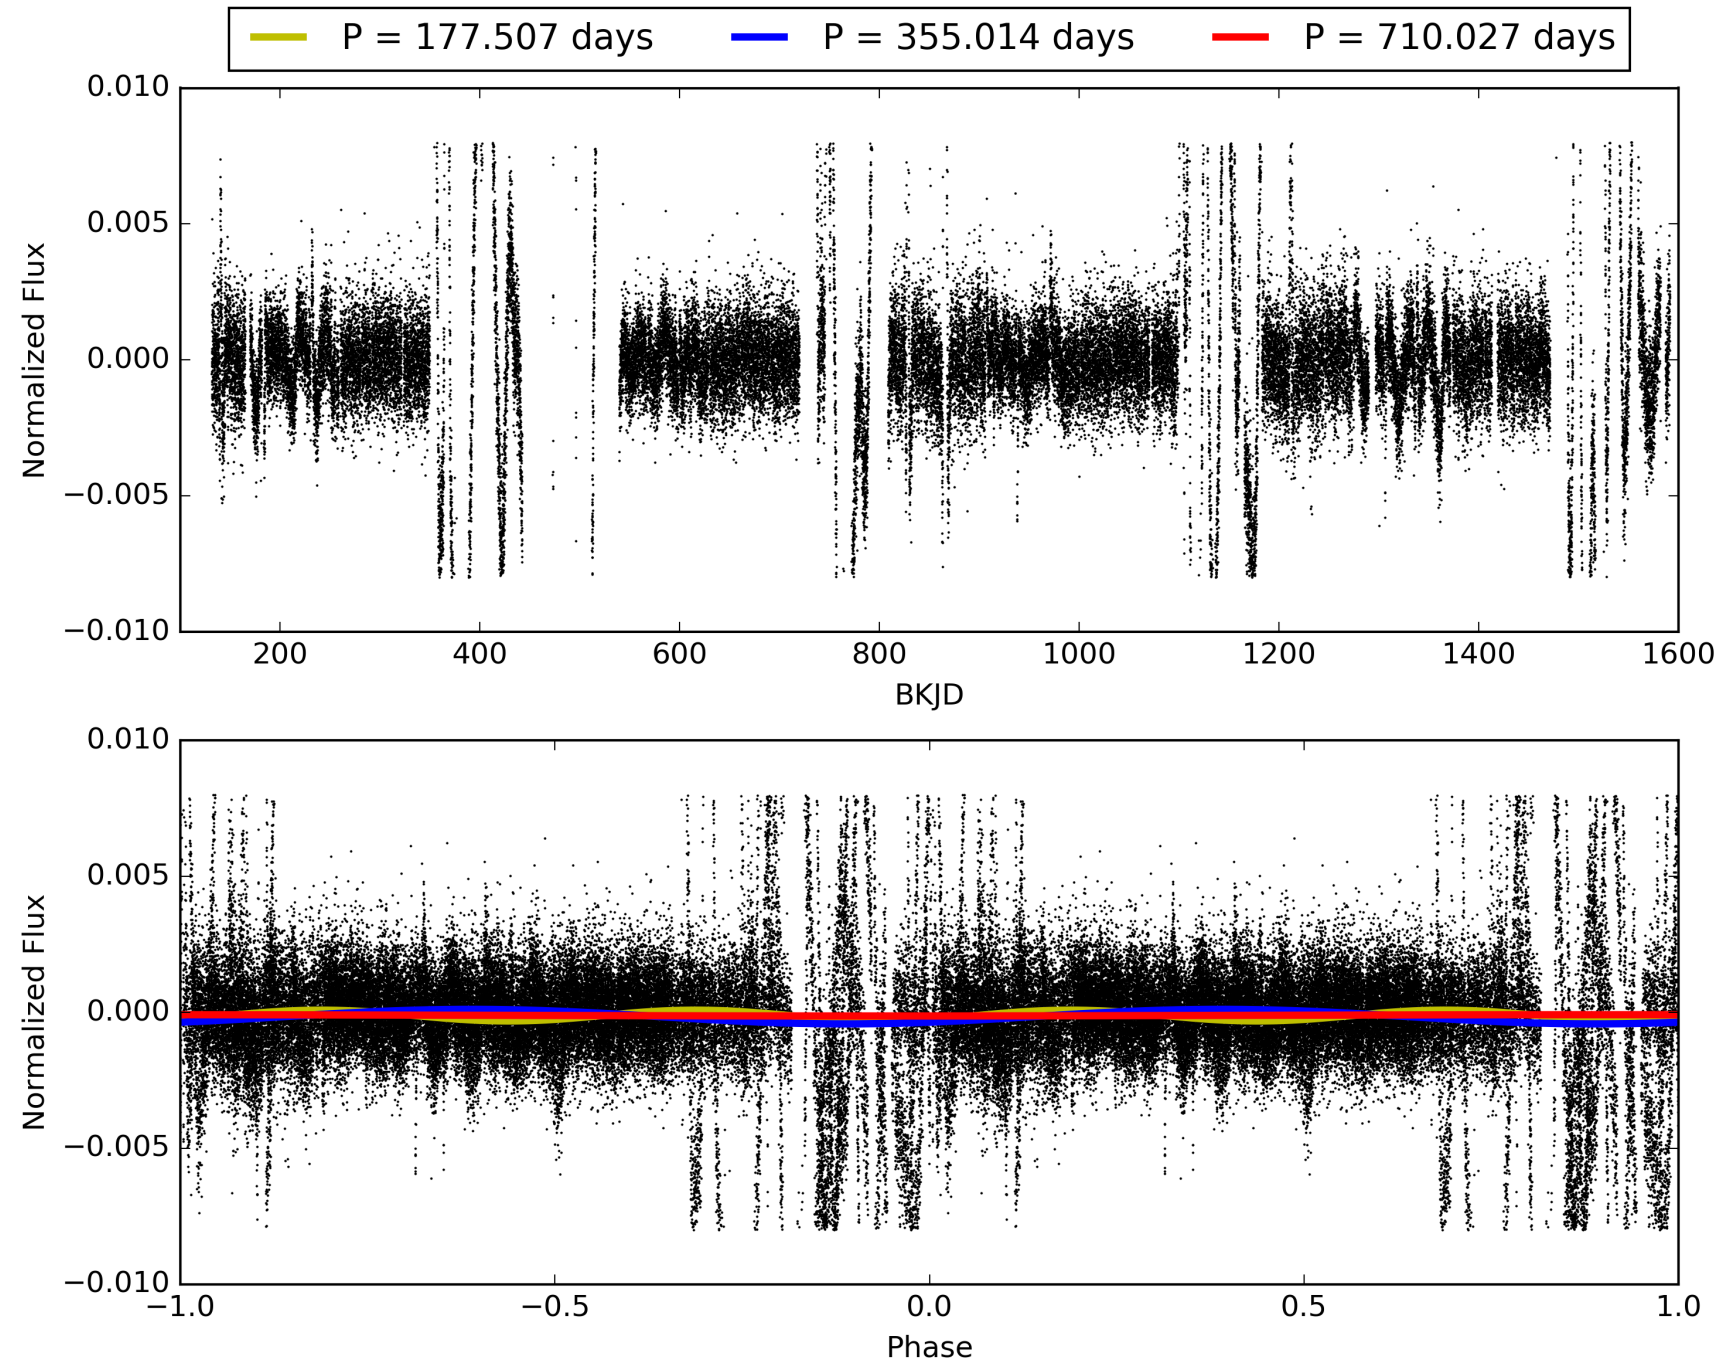 P = 177.507 days P = 355.014 days P = 710.027 days
0.010
0.005
0.000
−0.005
−0.010
Normalized Flux
200 400 600 800 1000 1200 1400 1600
BKJD
0.010
0.005
0.000
−0.005
−0.010
Normalized Flux
−1.0 −0.5 0.0 0.5 1.0
Phase